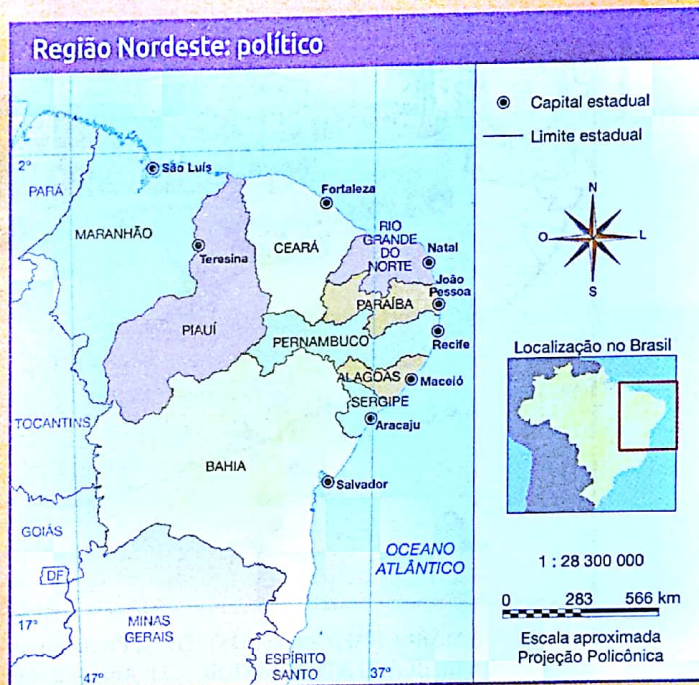 Região Nordeste: político
Capital estadual
Limite estadual
N
O
L
S
2°
PARÁ
São Luís
MARANHÃO
Teresina
Fortaleza
CEARÁ
RIO
GRANDE
DO
NORTE
Natal
João
Pessoa
PARAÍBA
PIAUÍ
PERNAMBUCO
Recife
ALAGOAS
Maceió
SERGIPE
Aracaju
TOCANTINS
BAHIA
Salvador
GOIÁS
DF
OCEANO
ATLÂNTICO
17°
MINAS
GERAIS
ESPÍRITO
SANTO
47°
37°
Localização no Brasil
1 : 28 300 000
0 283 566 km
Escala aproximada
Projeção Policônica